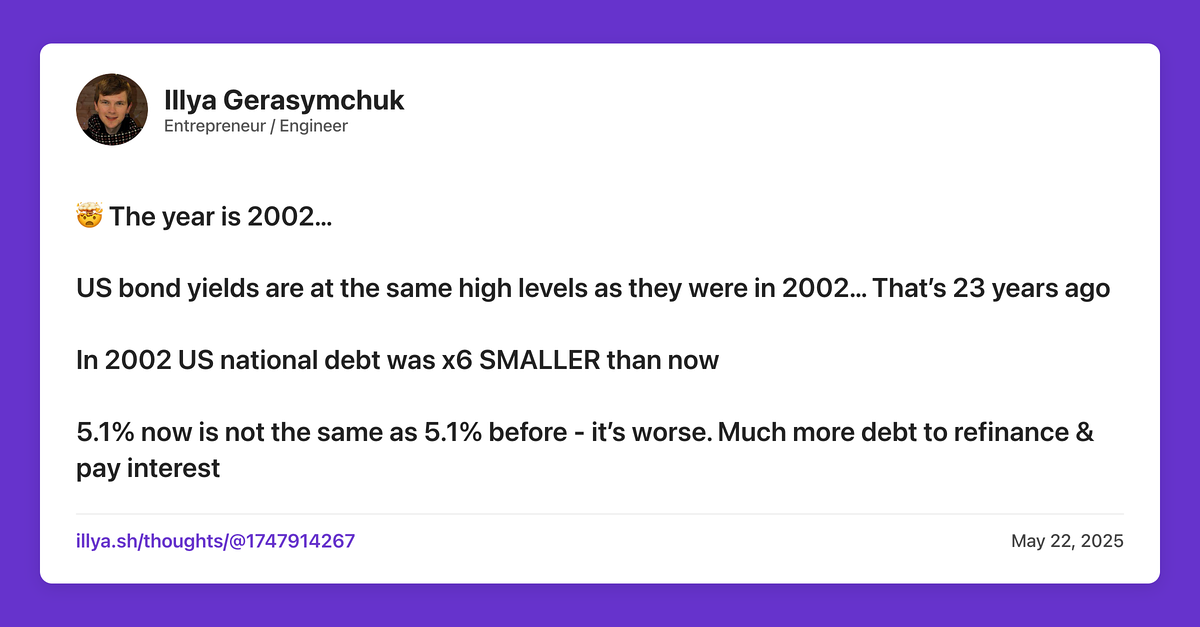 Illya Gerasymchuk
Entrepreneur / Engineer
🤯 The year is 2002...
US bond yields are at the same high levels as they were in 2002... That’s 23 years ago
In 2002 US national debt was x6 SMALLER than now
5.1% now is not the same as 5.1% before - it’s worse. Much more debt to refinance &
pay interest
illya.sh/thoughts/@1747914267
May 22, 2025